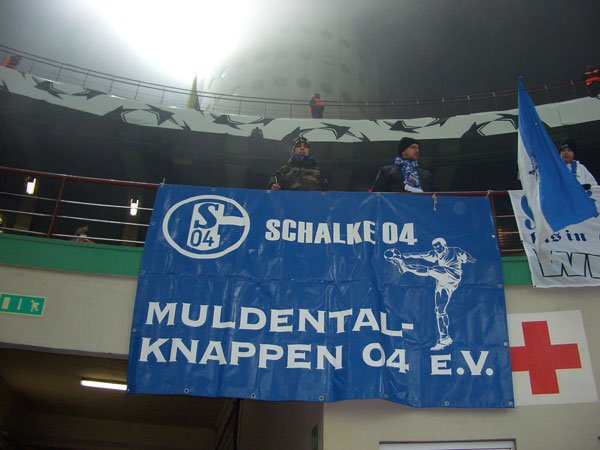 S
04
SCHALKE 04
MULDENTAL-
KNAPPEN 04 E.V.